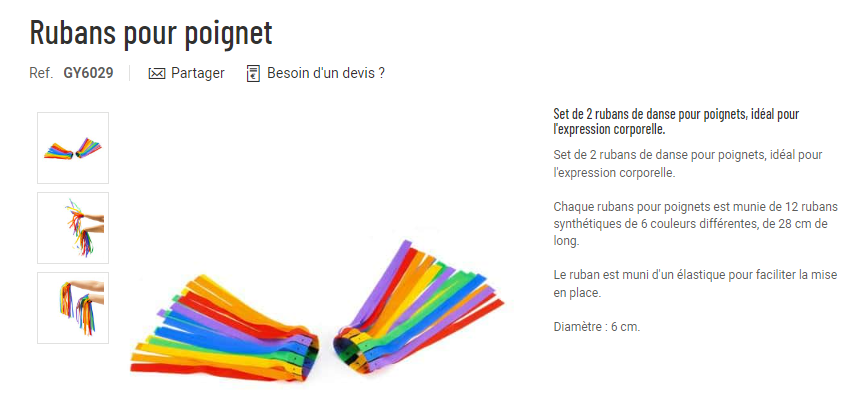 Rubans pour poignet
Ref. GY6029 Partager Besoin d'un devis ?
Set de 2 rubans de danse pour poignets, idéal pour
l'expression corporelle.
Set de 2 rubans de danse pour poignets, idéal pour
l'expression corporelle.
Chaque rubans pour poignets est munie de 12 rubans
synthétiques de 6 couleurs différentes, de 28 cm de
long.
Le ruban est muni d'un élastique pour faciliter la mise
en place.
Diamètre : 6 cm.